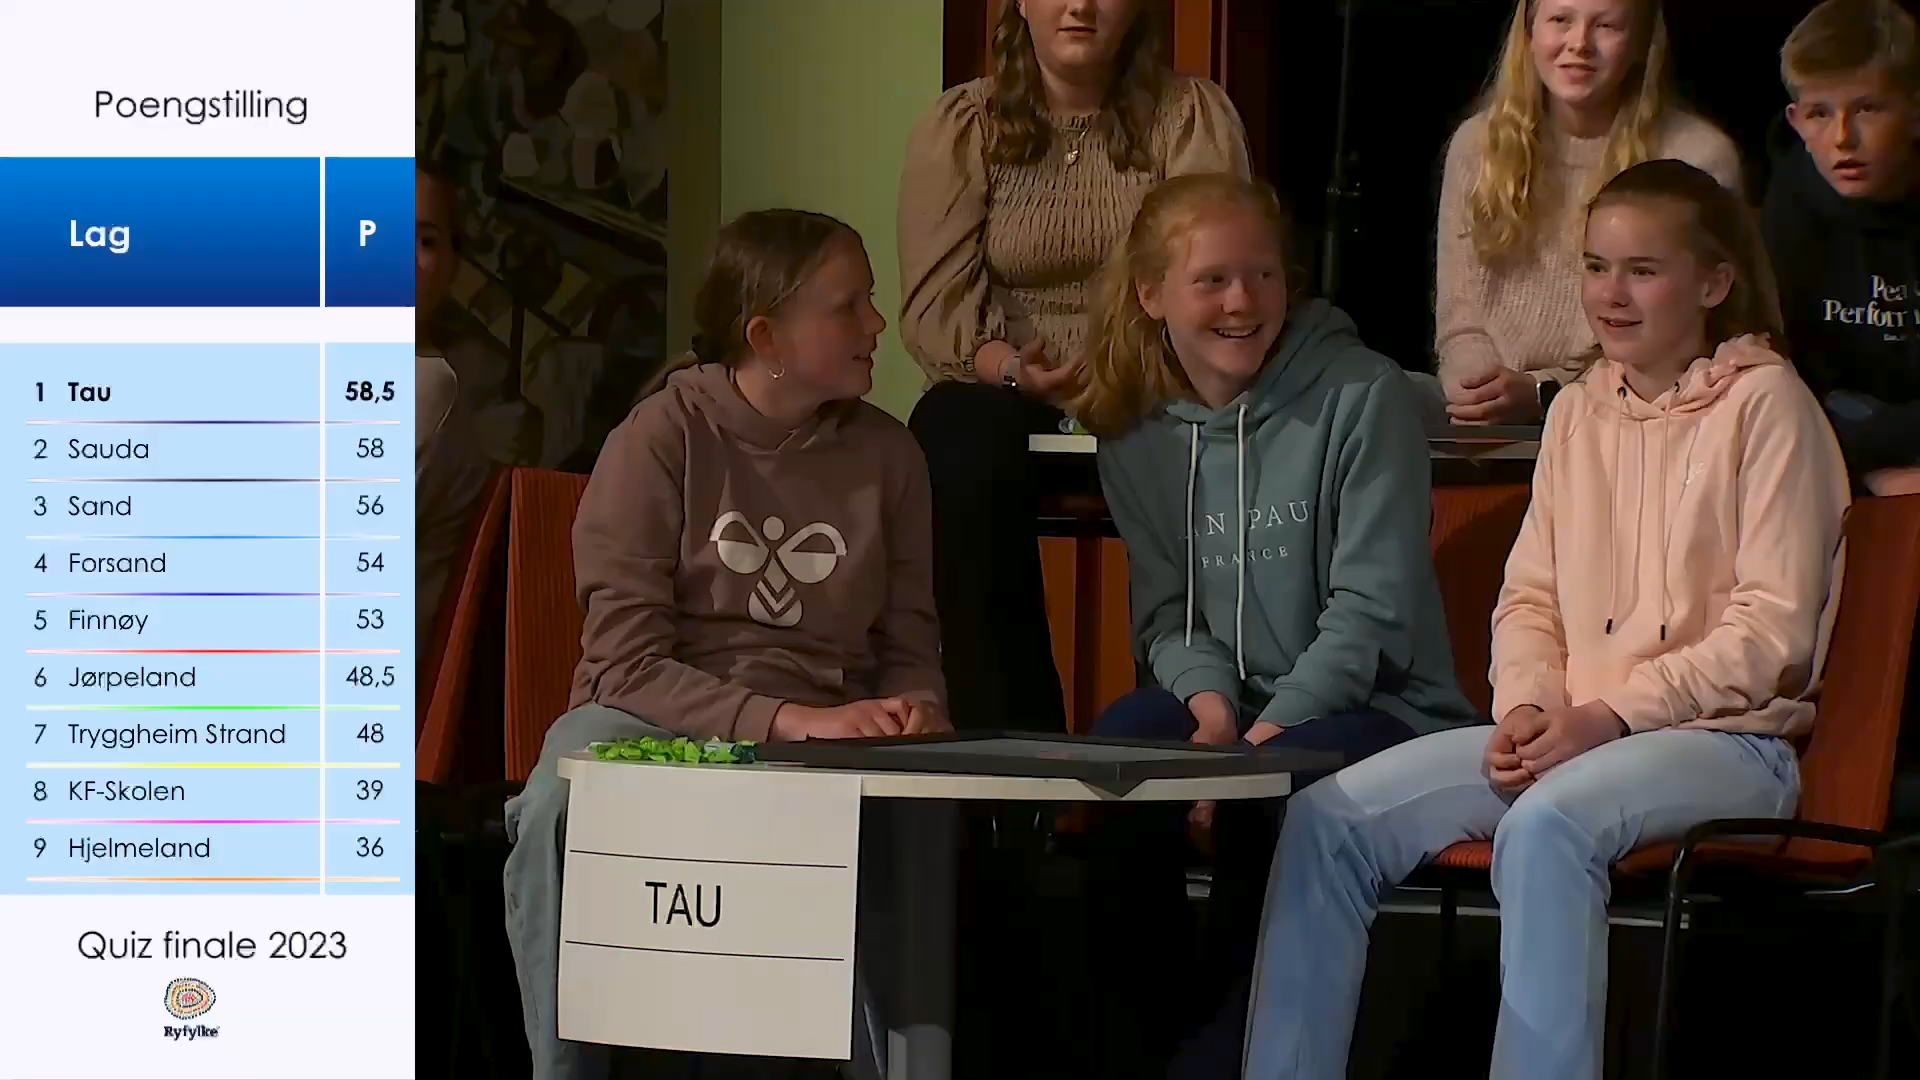 Poengstilling
Lag P
1 Tau 58,5
2 Sauda 58
3 Sand 56
4 Forsand 54
5 Finnøy 53
6 Jørpeland 48,5
7 Tryggheim Strand 48
8 KF-Skolen 39
9 Hjelmeland 36
Quiz finale 2023
Ryfylke
PAU
FRANCE
TAU